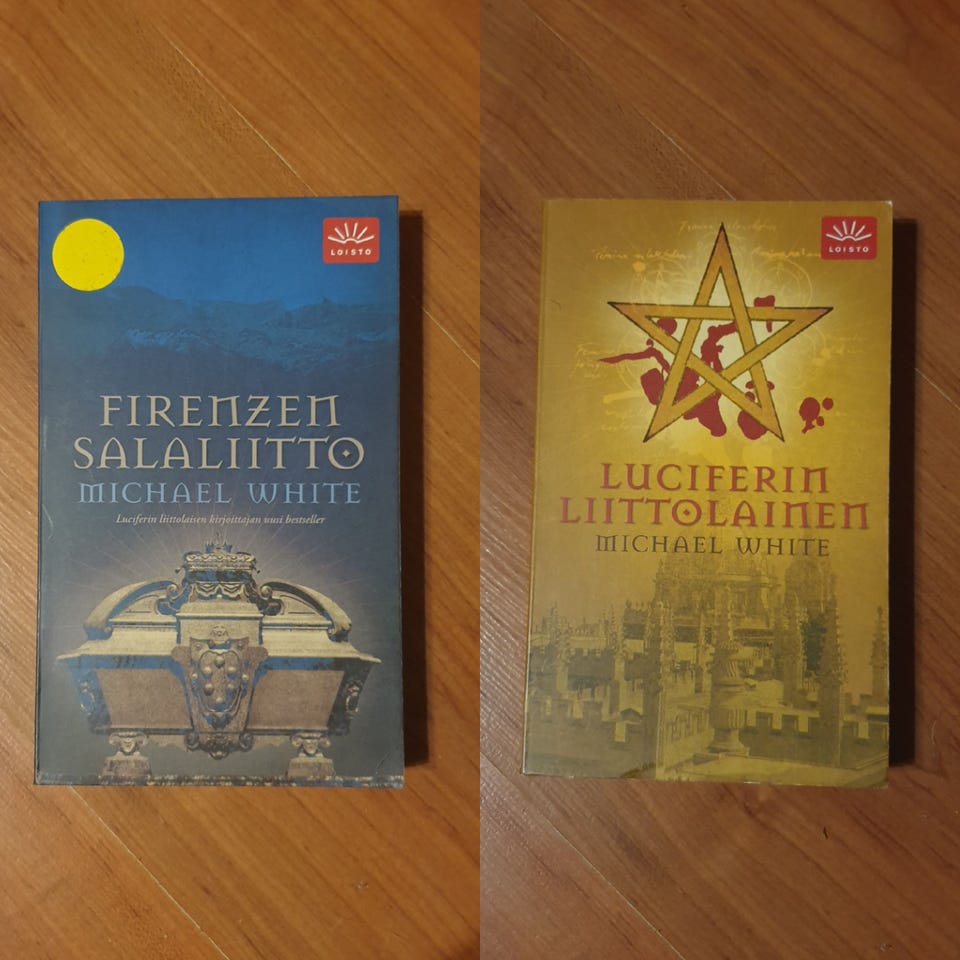 LOISTO
FIRENZEN
SALALIITTO
MICHAEL WHITE
Luciferin liittolaisen kirjoittajan uusi bestseller
LOISTO
LUCIFERIN
LIITTOLAINEN
MICHAEL WHITE